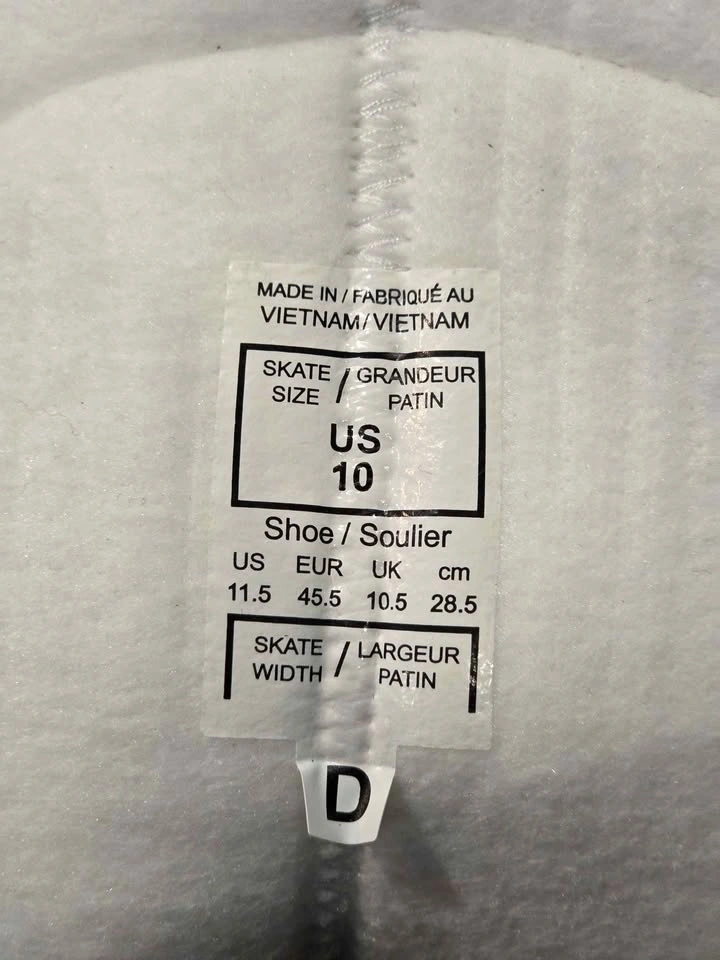 MADE IN / FABRIQUÉ AU
VIETNAM / VIETNAM
SKATE / GRANDEUR
SIZE PATIN
US
10
Shoe / Soulier
US EUR UK cm
11.5 45.5 10.5 28.5
SKATE / LARGEUR
WIDTH PATIN
D